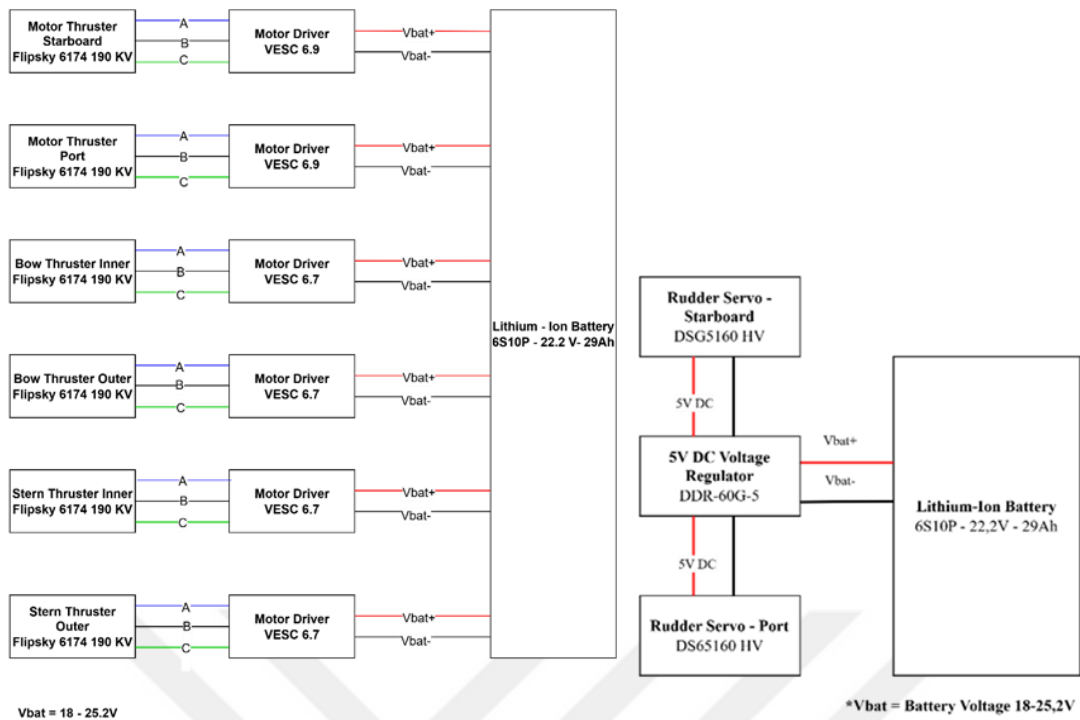 Motor Thruster
Starboard
Flipsky 6174 190 KV
A
B
C
Motor Driver
VESC 6.9
Vbat+
Vbat-
Motor Thruster
Port
Flipsky 6174 190 KV
A
B
C
Motor Driver
VESC 6.9
Vbat+
Vbat-
Bow Thruster Inner
Flipsky 6174 190 KV
A
B
C
Motor Driver
VESC 6.7
Vbat+
Vbat-
Bow Thruster Outer
Flipsky 6174 190 KV
A
B
C
Motor Driver
VESC 6.7
Vbat+
Vbat-
Stern Thruster Inner
Flipsky 6174 190 KV
A
B
C
Motor Driver
VESC 6.7
Vbat+
Vbat-
Stern Thruster
Outer
Flipsky 6174 190 KV
A
B
C
Motor Driver
VESC 6.7
Vbat+
Vbat-
Lithium - Ion Battery
6S10P - 22.2 V- 29Ah
Vbat = 18 - 25.2V
Rudder Servo -
Starboard
DSG5160 HV
5V DC
5V DC Voltage
Regulator
DDR-60G-5
Vbat+
Vbat-
5V DC
Rudder Servo - Port
DS65160 HV
Lithium-Ion Battery
6S10P - 22,2V - 29Ah
*Vbat = Battery Voltage 18-25,2V